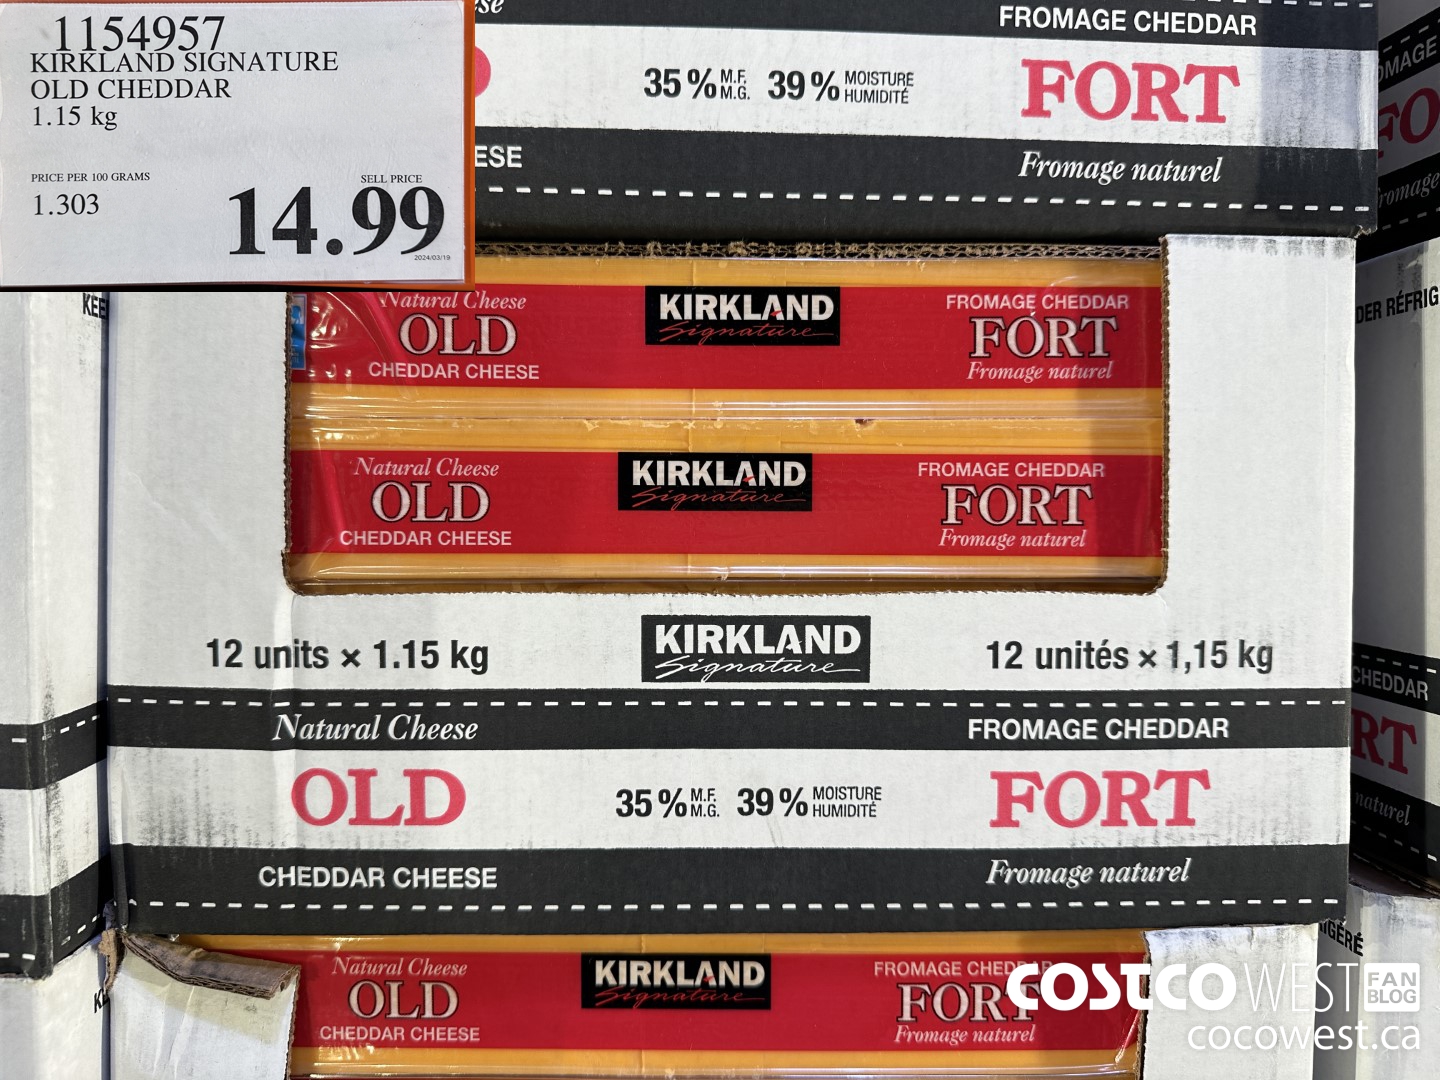 1154957
KIRKLAND SIGNATURE
OLD CHEDDAR
1.15 kg
PRICE PER 100 GRAMS
1.303
SELL PRICE
14.99
2024/03/19
FROMAGE CHEDDAR
35% M.F. M.G. 39% MOISTURE HUMIDITÉ
FORT
Fromage naturel
Natural Cheese
OLD
CHEDDAR CHEESE
KIRKLAND
Signature
FROMAGE CHEDDAR
FORT
Fromage naturel
Natural Cheese
OLD
CHEDDAR CHEESE
KIRKLAND
Signature
FROMAGE CHEDDAR
FORT
Fromage naturel
12 units × 1.15 kg
KIRKLAND
Signature
12 unités × 1,15 kg
Natural Cheese
OLD
CHEDDAR CHEESE
35% M.F. M.G. 39% MOISTURE HUMIDITÉ
FROMAGE CHEDDAR
FORT
Fromage naturel
Natural Cheese
OLD
CHEDDAR CHEESE
KIRKLAND
Signature
FROMAGE CHEDDAR
FORT
Fromage naturel
CHEDDAR
naturel
COSTCO WEST FAN BLOG
cocowest.ca